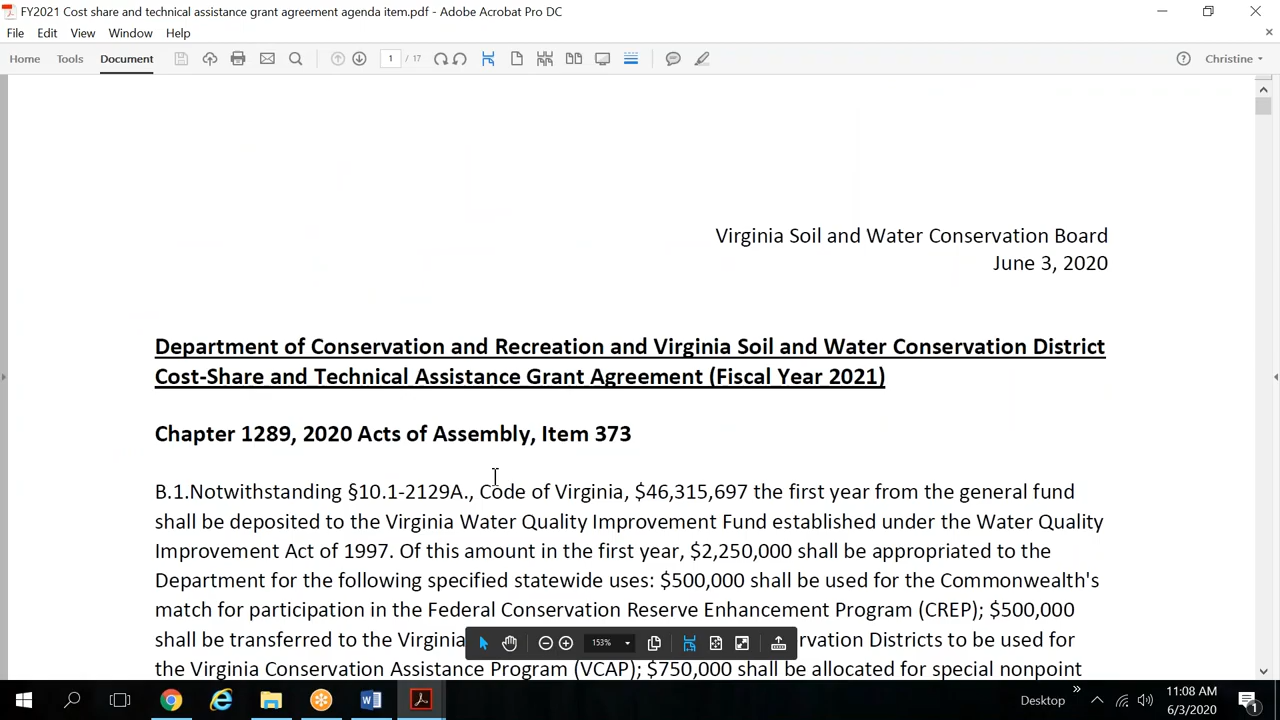 FY2021 Cost share and technical assistance grant agreement agenda item.pdf - Adobe Acrobat Pro DC
File Edit View Window Help
Home Tools Document 1 / 17 Christine
Virginia Soil and Water Conservation Board
June 3, 2020
Department of Conservation and Recreation and Virginia Soil and Water Conservation District
Cost-Share and Technical Assistance Grant Agreement (Fiscal Year 2021)
Chapter 1289, 2020 Acts of Assembly, Item 373
B.1.Notwithstanding §10.1-2129A., Code of Virginia, $46,315,697 the first year from the general fund
shall be deposited to the Virginia Water Quality Improvement Fund established under the Water Quality
Improvement Act of 1997. Of this amount in the first year, $2,250,000 shall be appropriated to the
Department for the following specified statewide uses: $500,000 shall be used for the Commonwealth's
match for participation in the Federal Conservation Reserve Enhancement Program (CREP); $500,000
shall be transferred to the Virginia rvation Districts to be used for
153%
the Virginia Conservation Assistance Program (VCAP); $750,000 shall be allocated for special nonpoint
Desktop
11:08 AM
6/3/2020
1